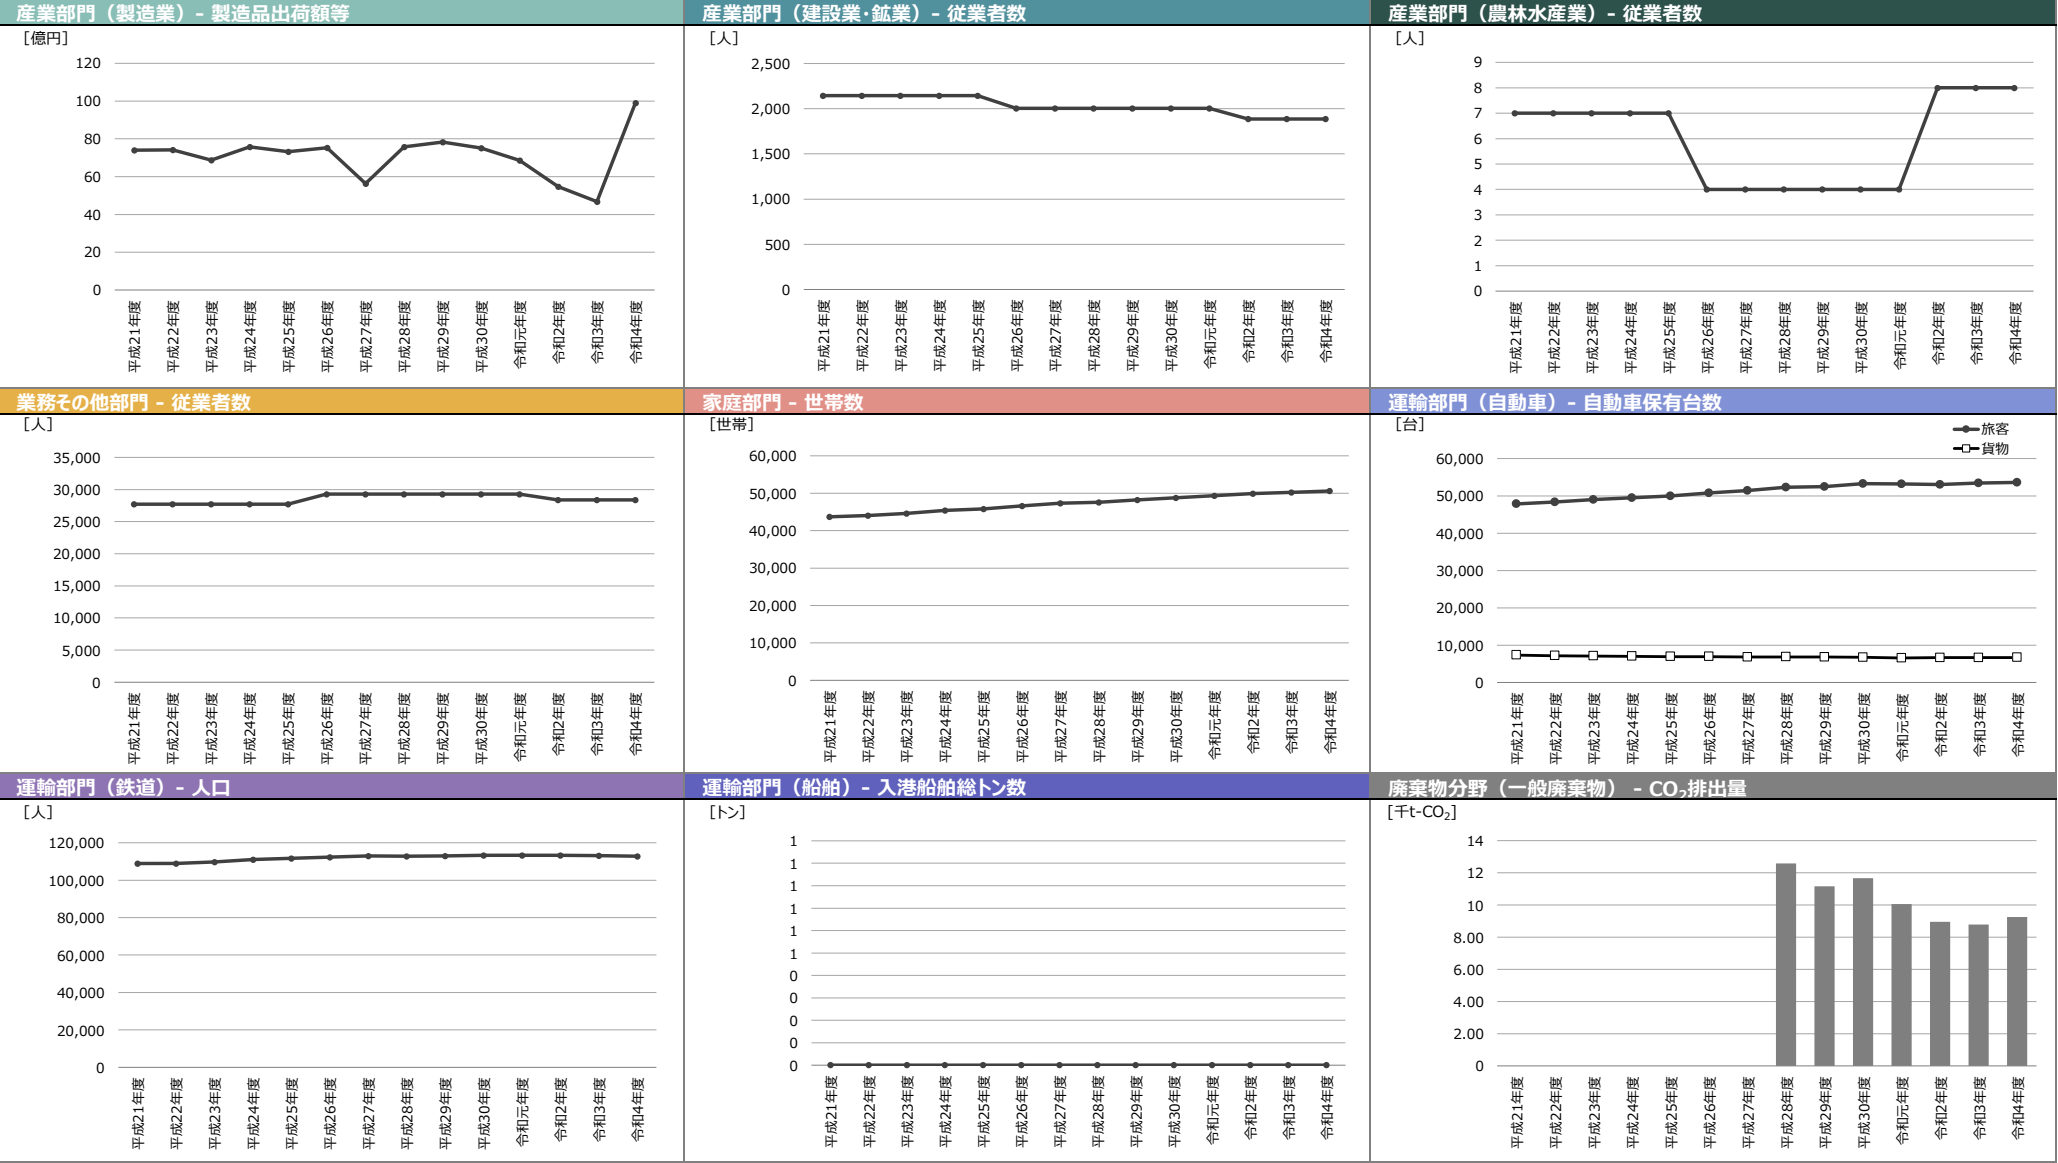 産業部門（製造業）- 製造品出荷額等
［億円］
120
100
80
60
40
20
0
平成21年度
平成22年度
平成23年度
平成24年度
平成25年度
平成26年度
平成27年度
平成28年度
平成29年度
平成30年度
令和元年度
令和2年度
令和3年度
令和4年度
産業部門（建設業･鉱業）- 従業者数
［人］
2,500
2,000
1,500
1,000
500
0
平成21年度
平成22年度
平成23年度
平成24年度
平成25年度
平成26年度
平成27年度
平成28年度
平成29年度
平成30年度
令和元年度
令和2年度
令和3年度
令和4年度
産業部門（農林水産業）- 従業者数
［人］
9
8
7
6
5
4
3
2
1
0
平成21年度
平成22年度
平成23年度
平成24年度
平成25年度
平成26年度
平成27年度
平成28年度
平成29年度
平成30年度
令和元年度
令和2年度
令和3年度
令和4年度
業務その他部門 - 従業者数
［人］
35,000
30,000
25,000
20,000
15,000
10,000
5,000
0
平成21年度
平成22年度
平成23年度
平成24年度
平成25年度
平成26年度
平成27年度
平成28年度
平成29年度
平成30年度
令和元年度
令和2年度
令和3年度
令和4年度
家庭部門 - 世帯数
［世帯］
60,000
50,000
40,000
30,000
20,000
10,000
0
平成21年度
平成22年度
平成23年度
平成24年度
平成25年度
平成26年度
平成27年度
平成28年度
平成29年度
平成30年度
令和元年度
令和2年度
令和3年度
令和4年度
運輸部門（自動車）- 自動車保有台数
［台］
旅客
貨物
60,000
50,000
40,000
30,000
20,000
10,000
0
平成21年度
平成22年度
平成23年度
平成24年度
平成25年度
平成26年度
平成27年度
平成28年度
平成29年度
平成30年度
令和元年度
令和2年度
令和3年度
令和4年度
運輸部門（鉄道）- 人口
［人］
120,000
100,000
80,000
60,000
40,000
20,000
0
平成21年度
平成22年度
平成23年度
平成24年度
平成25年度
平成26年度
平成27年度
平成28年度
平成29年度
平成30年度
令和元年度
令和2年度
令和3年度
令和4年度
運輸部門（船舶）- 入港船舶総トン数
［トン］
1
1
1
1
1
1
0
0
0
0
0
平成21年度
平成22年度
平成23年度
平成24年度
平成25年度
平成26年度
平成27年度
平成28年度
平成29年度
平成30年度
令和元年度
令和2年度
令和3年度
令和4年度
廃棄物分野（一般廃棄物） - CO₂排出量
［千t-CO₂］
14
12
10
8.00
6.00
4.00
2.00
0
平成21年度
平成22年度
平成23年度
平成24年度
平成25年度
平成26年度
平成27年度
平成28年度
平成29年度
平成30年度
令和元年度
令和2年度
令和3年度
令和4年度